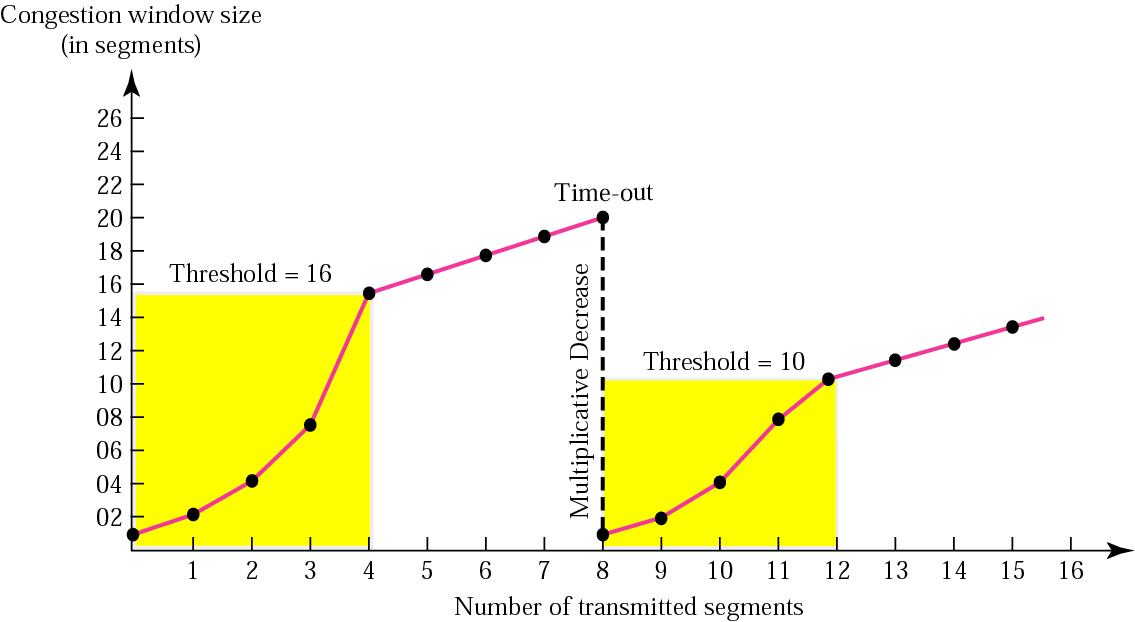 Congestion window size
(in segments)
26
24
22
20
18
16
14
12
10
08
06
04
02
Time-out
Threshold = 16
Multiplicative Decrease
Threshold = 10
1 2 3 4 5 6 7 8 9 10 11 12 13 14 15 16
Number of transmitted segments